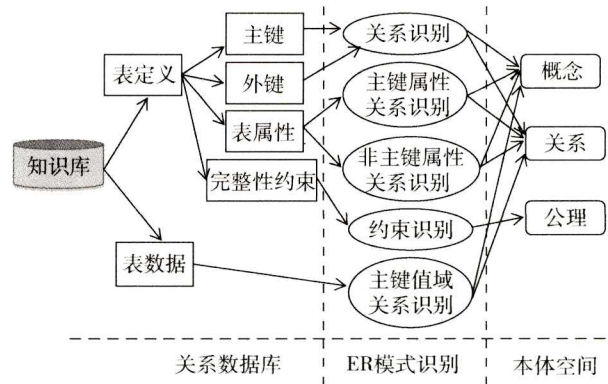 主键
关系识别
表定义
外键
概念
主键属性
关系识别
表属性
关系
知识库
非主键属性
关系识别
完整性约束
公理
约束识别
表数据
主键值域
关系识别
关系数据库
ER模式识别
本体空间